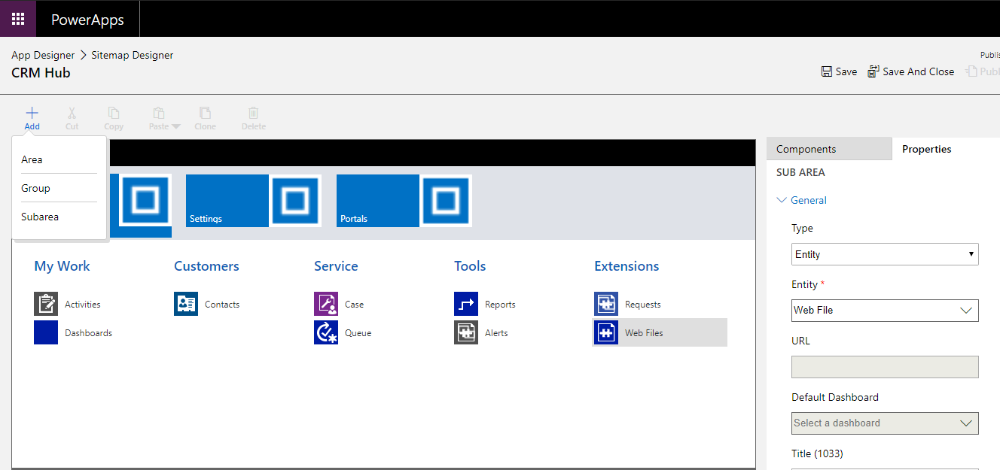 PowerApps
App Designer > Sitemap Designer
CRM Hub
Publis
Save
Save And Close
Publ
Add
Cut
Copy
Paste
Clone
Delete
Area
Group
Subarea
Settings
Portals
My Work
Customers
Service
Tools
Extensions
Activities
Contacts
Case
Reports
Requests
Dashboards
Queue
Alerts
Web Files
Components
Properties
SUB AREA
General
Type
Entity
Entity *
Web File
URL
Default Dashboard
Select a dashboard
Title (1033)